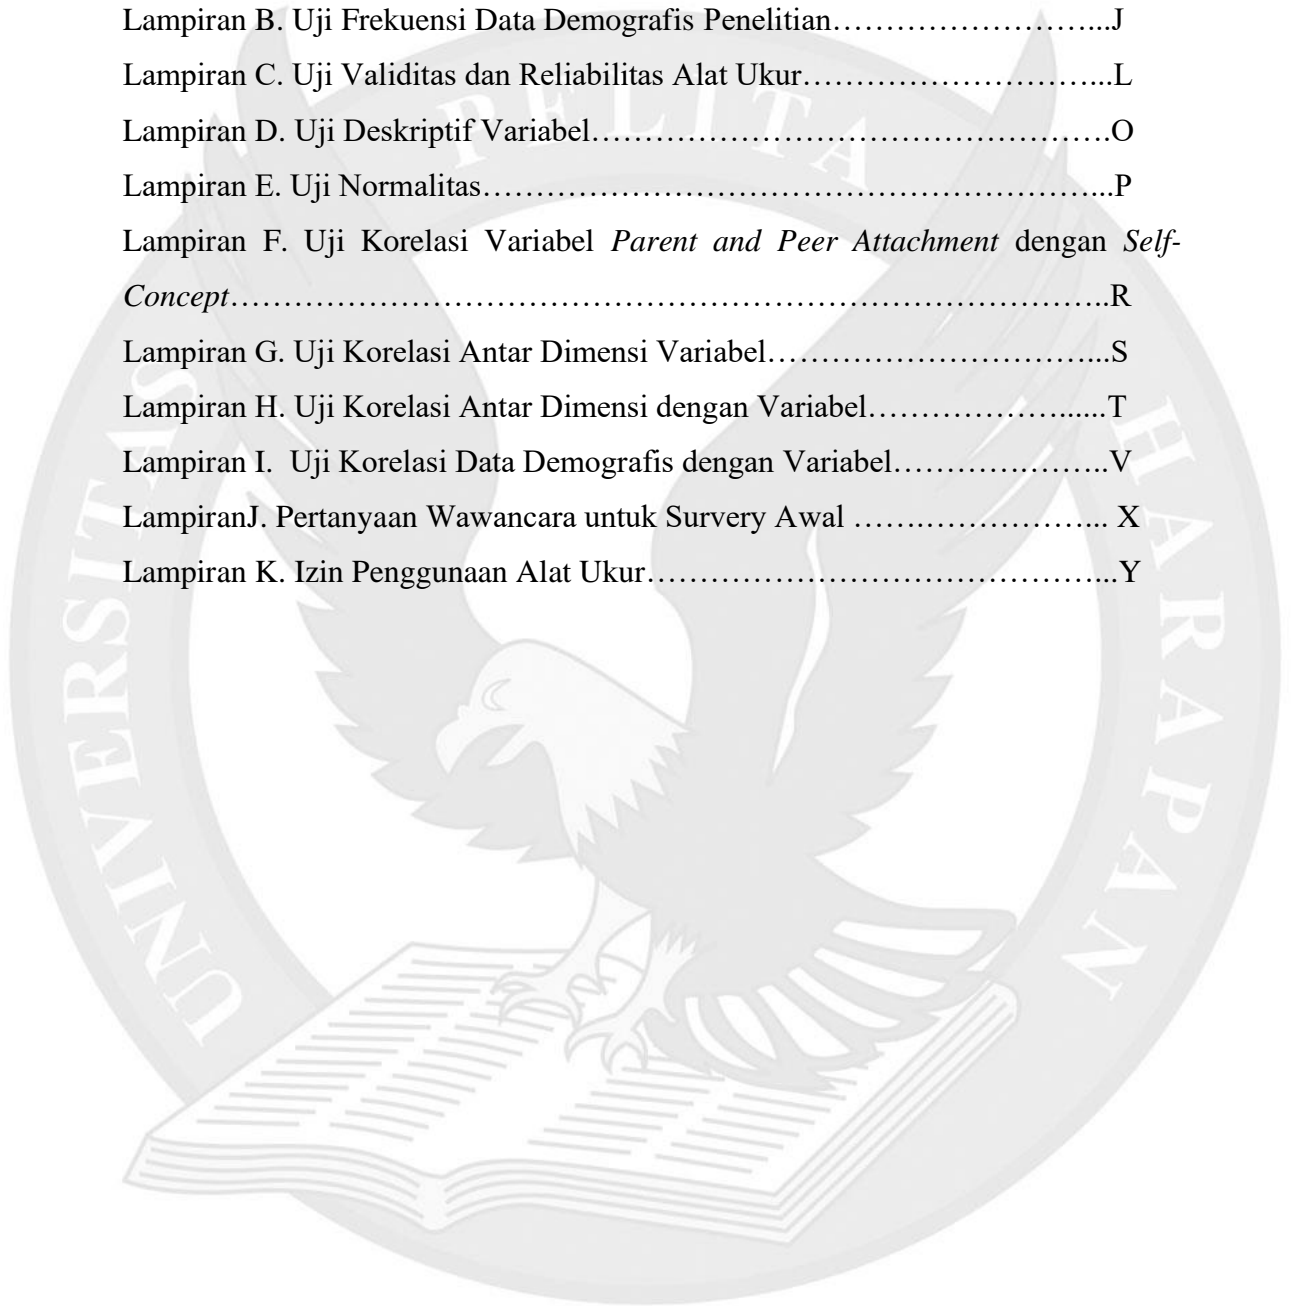 Lampiran B. Uji Frekuensi Data Demografis Penelitian……………………...J
Lampiran C. Uji Validitas dan Reliabilitas Alat Ukur………………………...L
Lampiran D. Uji Deskriptif Variabel………………………………………….O
Lampiran E. Uji Normalitas…………………………………………………...P
Lampiran F. Uji Korelasi Variabel Parent and Peer Attachment dengan Self-
Concept………………………………………………………………………..R
Lampiran G. Uji Korelasi Antar Dimensi Variabel…………………………...S
Lampiran H. Uji Korelasi Antar Dimensi dengan Variabel………………......T
Lampiran I.  Uji Korelasi Data Demografis dengan Variabel………….……..V
LampiranJ. Pertanyaan Wawancara untuk Survery Awal …….……………... X
Lampiran K. Izin Penggunaan Alat Ukur……………………………………...Y
UNIVERSITAS PELITA HARAPAN